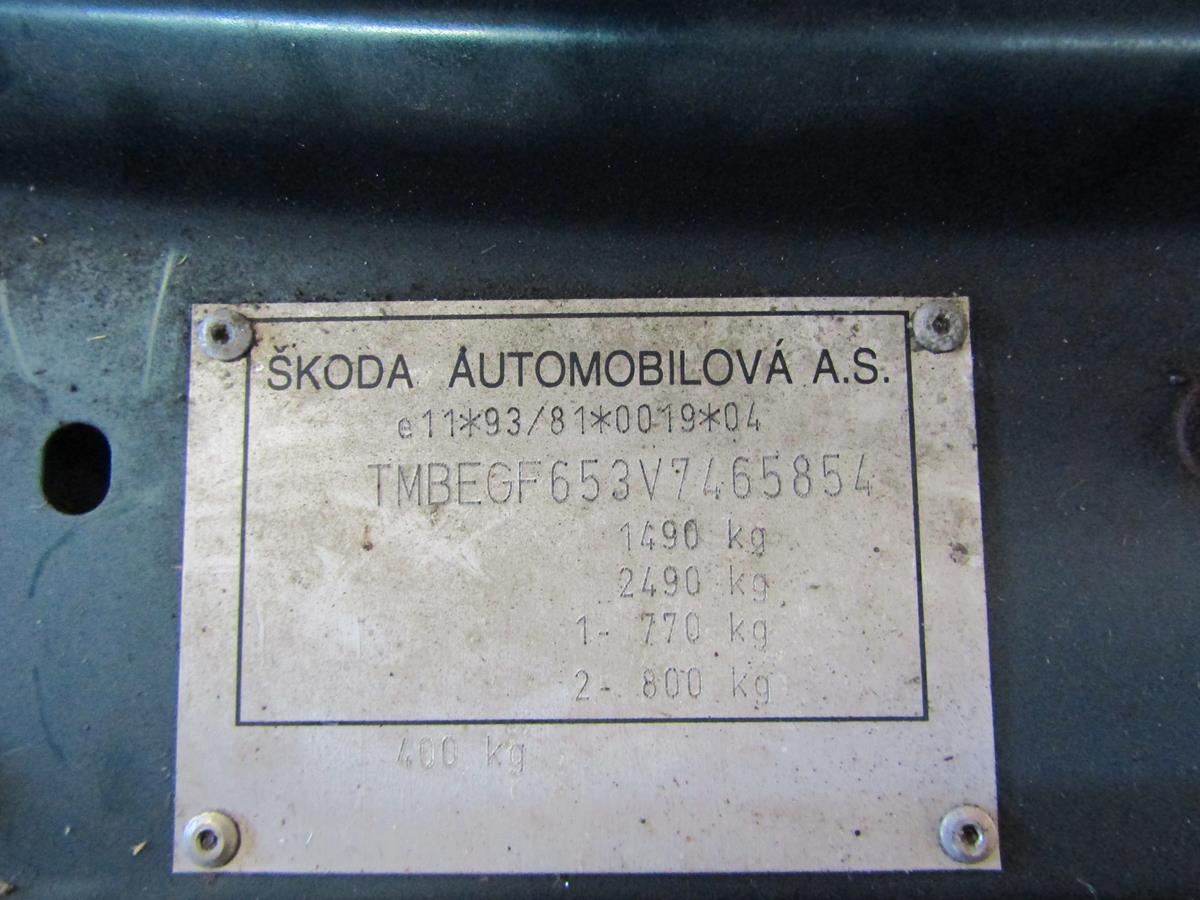 ŠKODA AUTOMOBILOVÁ A.S.
e11*93/81*0019*04
TMBEGF653V7465854
1490 kg
2490 kg
1- 770 kg
2- 800 kg
400 kg